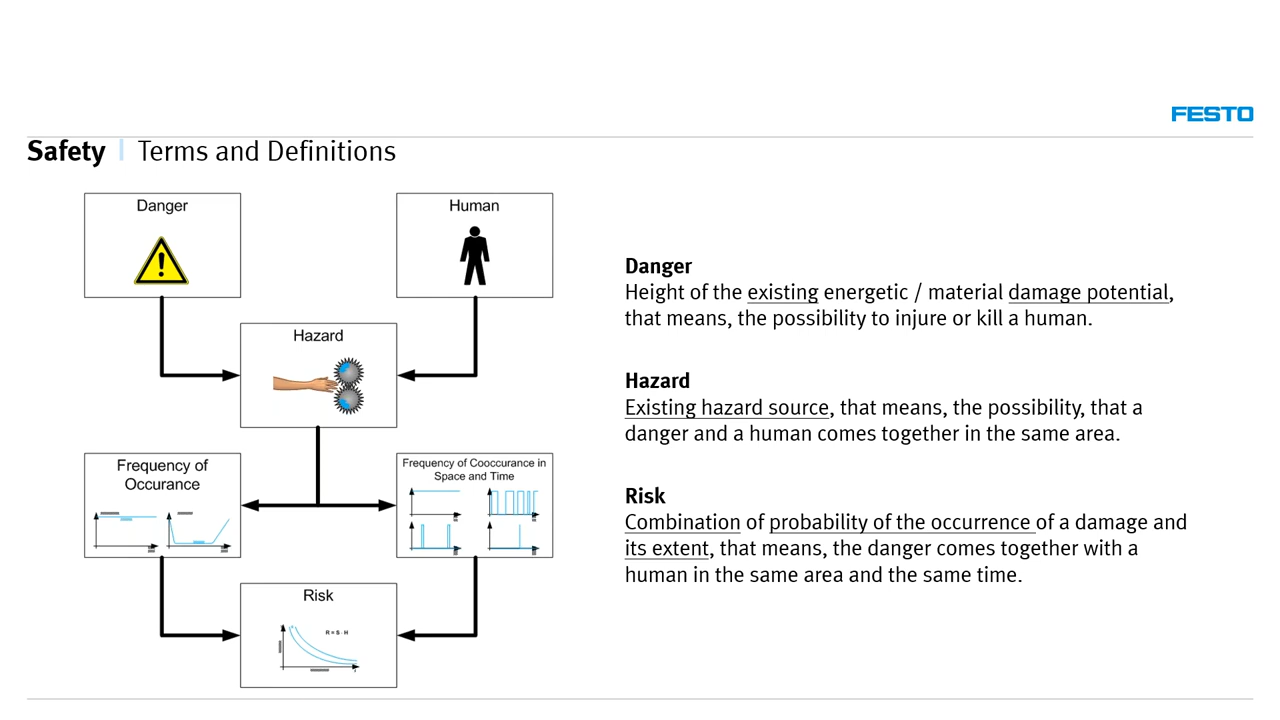 FESTO
Safety | Terms and Definitions
Danger
Human
Hazard
Frequency of
Occurance
Frequency of Cooccurance in
Space and Time
Risk
R = S · H
Danger
Height of the existing energetic / material damage potential,
that means, the possibility to injure or kill a human.
Hazard
Existing hazard source, that means, the possibility, that a
danger and a human comes together in the same area.
Risk
Combination of probability of the occurrence of a damage and
its extent, that means, the danger comes together with a
human in the same area and the same time.